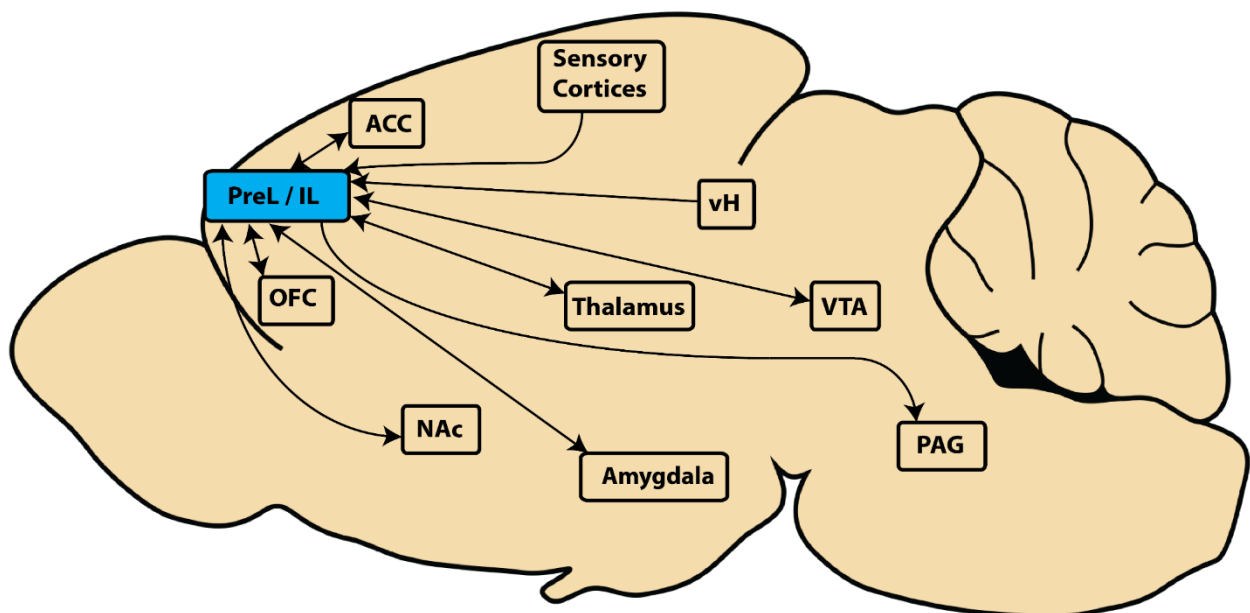 Sensory
Cortices
ACC
PreL / IL
vH
OFC
Thalamus
VTA
NAc
PAG
Amygdala